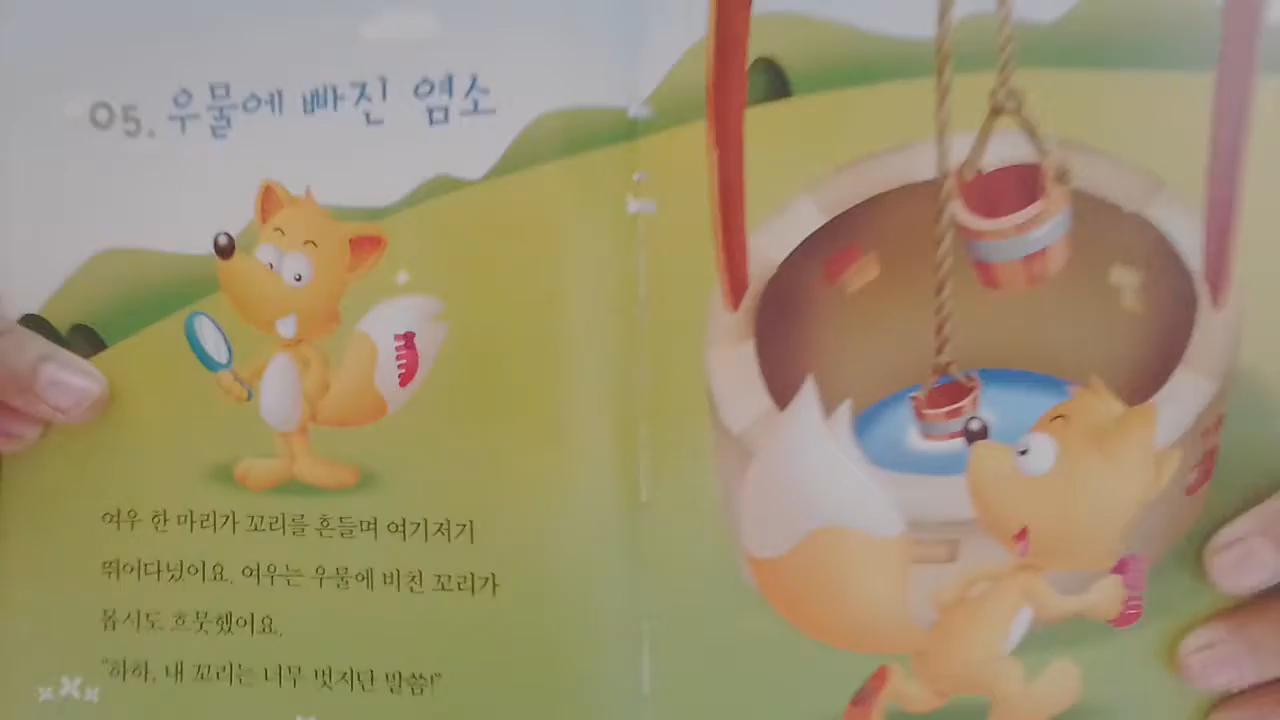 05. 우물에 빠진 염소
여우 한 마리가 꼬리를 흔들며 여기저기
뛰어다녔어요. 여우는 우물에 비친 꼬리가
몹시도 흐뭇했어요.
"하하, 내 꼬리는 너무 멋지단 말씀!"